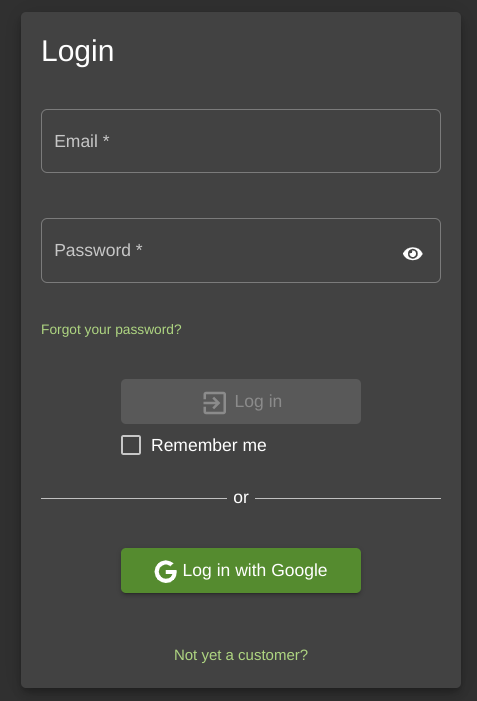 Login
Email *
Password *
Forgot your password?
Log in
Remember me
or
Log in with Google
Not yet a customer?